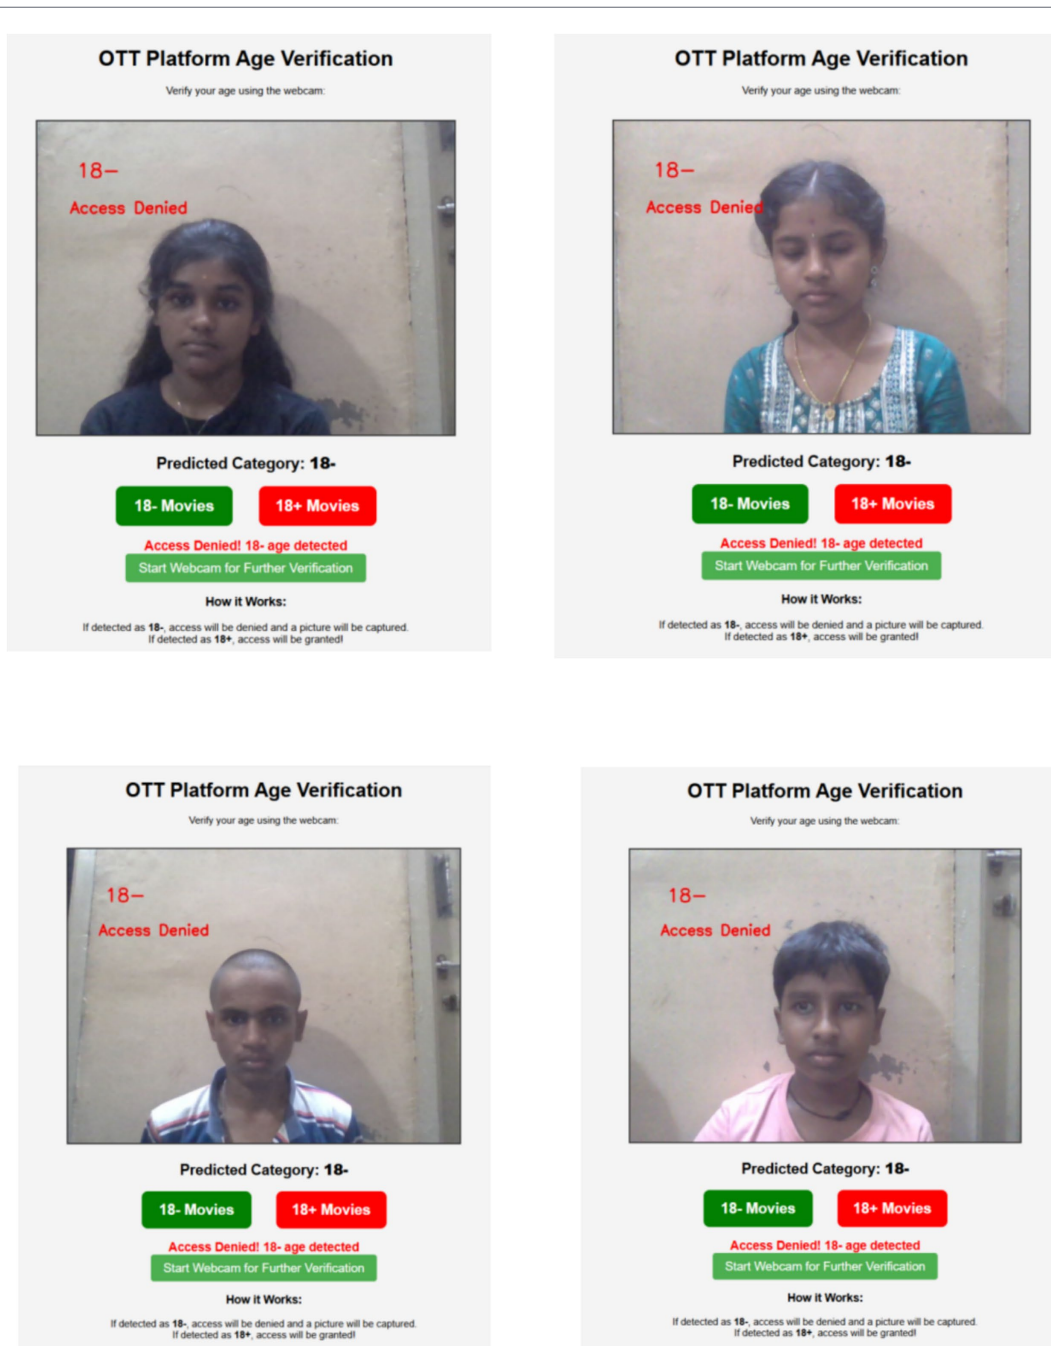 OTT Platform Age Verification
Verify your age using the webcam:
18-
Access Denied
Predicted Category: 18-
18- Movies
18+ Movies
Access Denied! 18- age detected
Start Webcam for Further Verification
How it Works:
If detected as 18-, access will be denied and a picture will be captured.
If detected as 18+, access will be granted!
OTT Platform Age Verification
Verify your age using the webcam:
18-
Access Denied
Predicted Category: 18-
18- Movies
18+ Movies
Access Denied! 18- age detected
Start Webcam for Further Verification
How it Works:
If detected as 18-, access will be denied and a picture will be captured.
If detected as 18+, access will be granted!
OTT Platform Age Verification
Verify your age using the webcam:
18-
Access Denied
Predicted Category: 18-
18- Movies
18+ Movies
Access Denied! 18- age detected
Start Webcam for Further Verification
How it Works:
If detected as 18-, access will be denied and a picture will be captured.
If detected as 18+, access will be granted!
OTT Platform Age Verification
Verify your age using the webcam:
18-
Access Denied
Predicted Category: 18-
18- Movies
18+ Movies
Access Denied! 18- age detected
Start Webcam for Further Verification
How it Works:
If detected as 18-, access will be denied and a picture will be captured.
If detected as 18+, access will be granted!